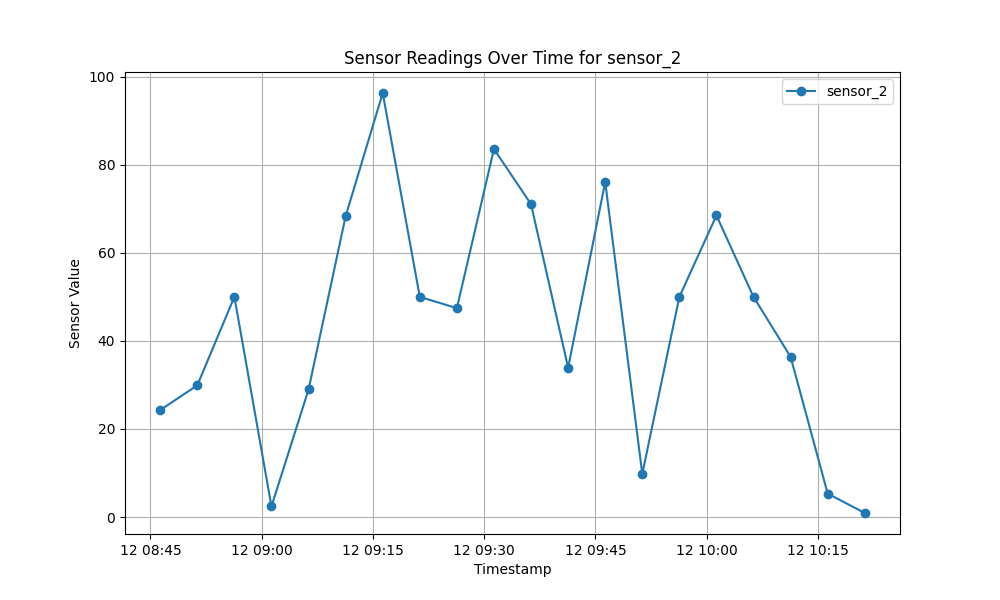 Sensor Readings Over Time for sensor_2
sensor_2
100
80
60
40
20
0
Sensor Value
12 08:45 12 09:00 12 09:15 12 09:30 12 09:45 12 10:00 12 10:15
Timestamp